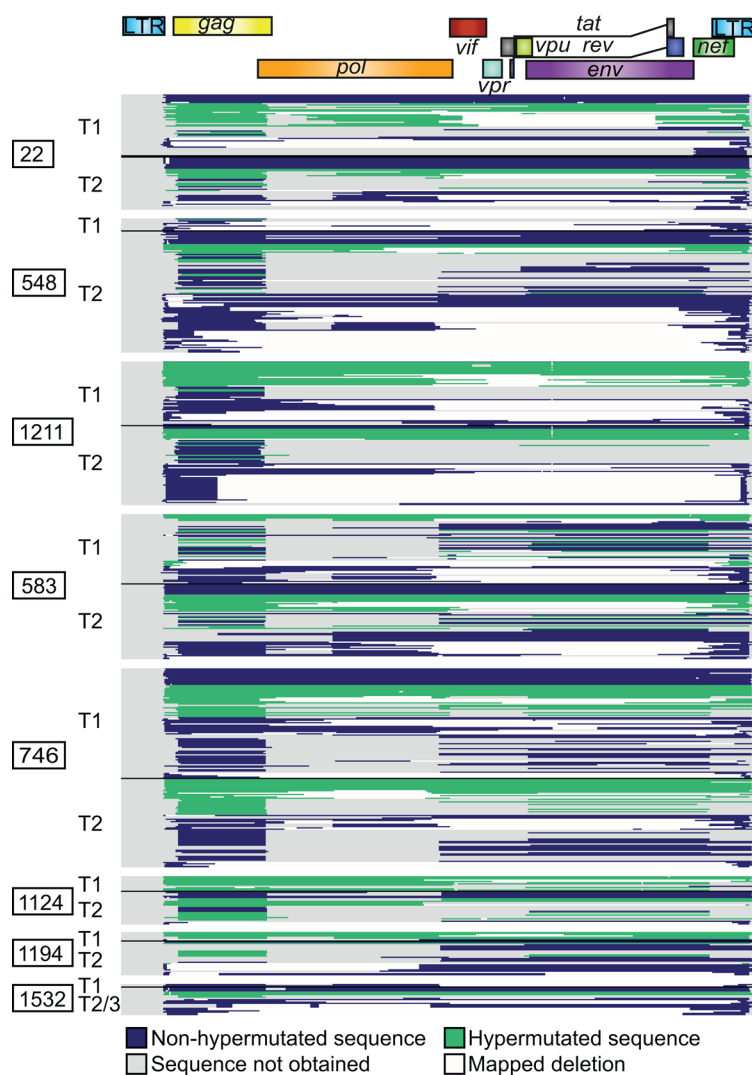 LTR gag tat LTR
vif vpu rev nef
pol vpr env
T1
22
T2
T1
548
T2
T1
1211
T2
T1
583
T2
T1
746
T2
T1
1124
T2
T1
1194
T2
T1
1532
T2/3
Non-hypermutated sequence Hypermutated sequence
Sequence not obtained Mapped deletion